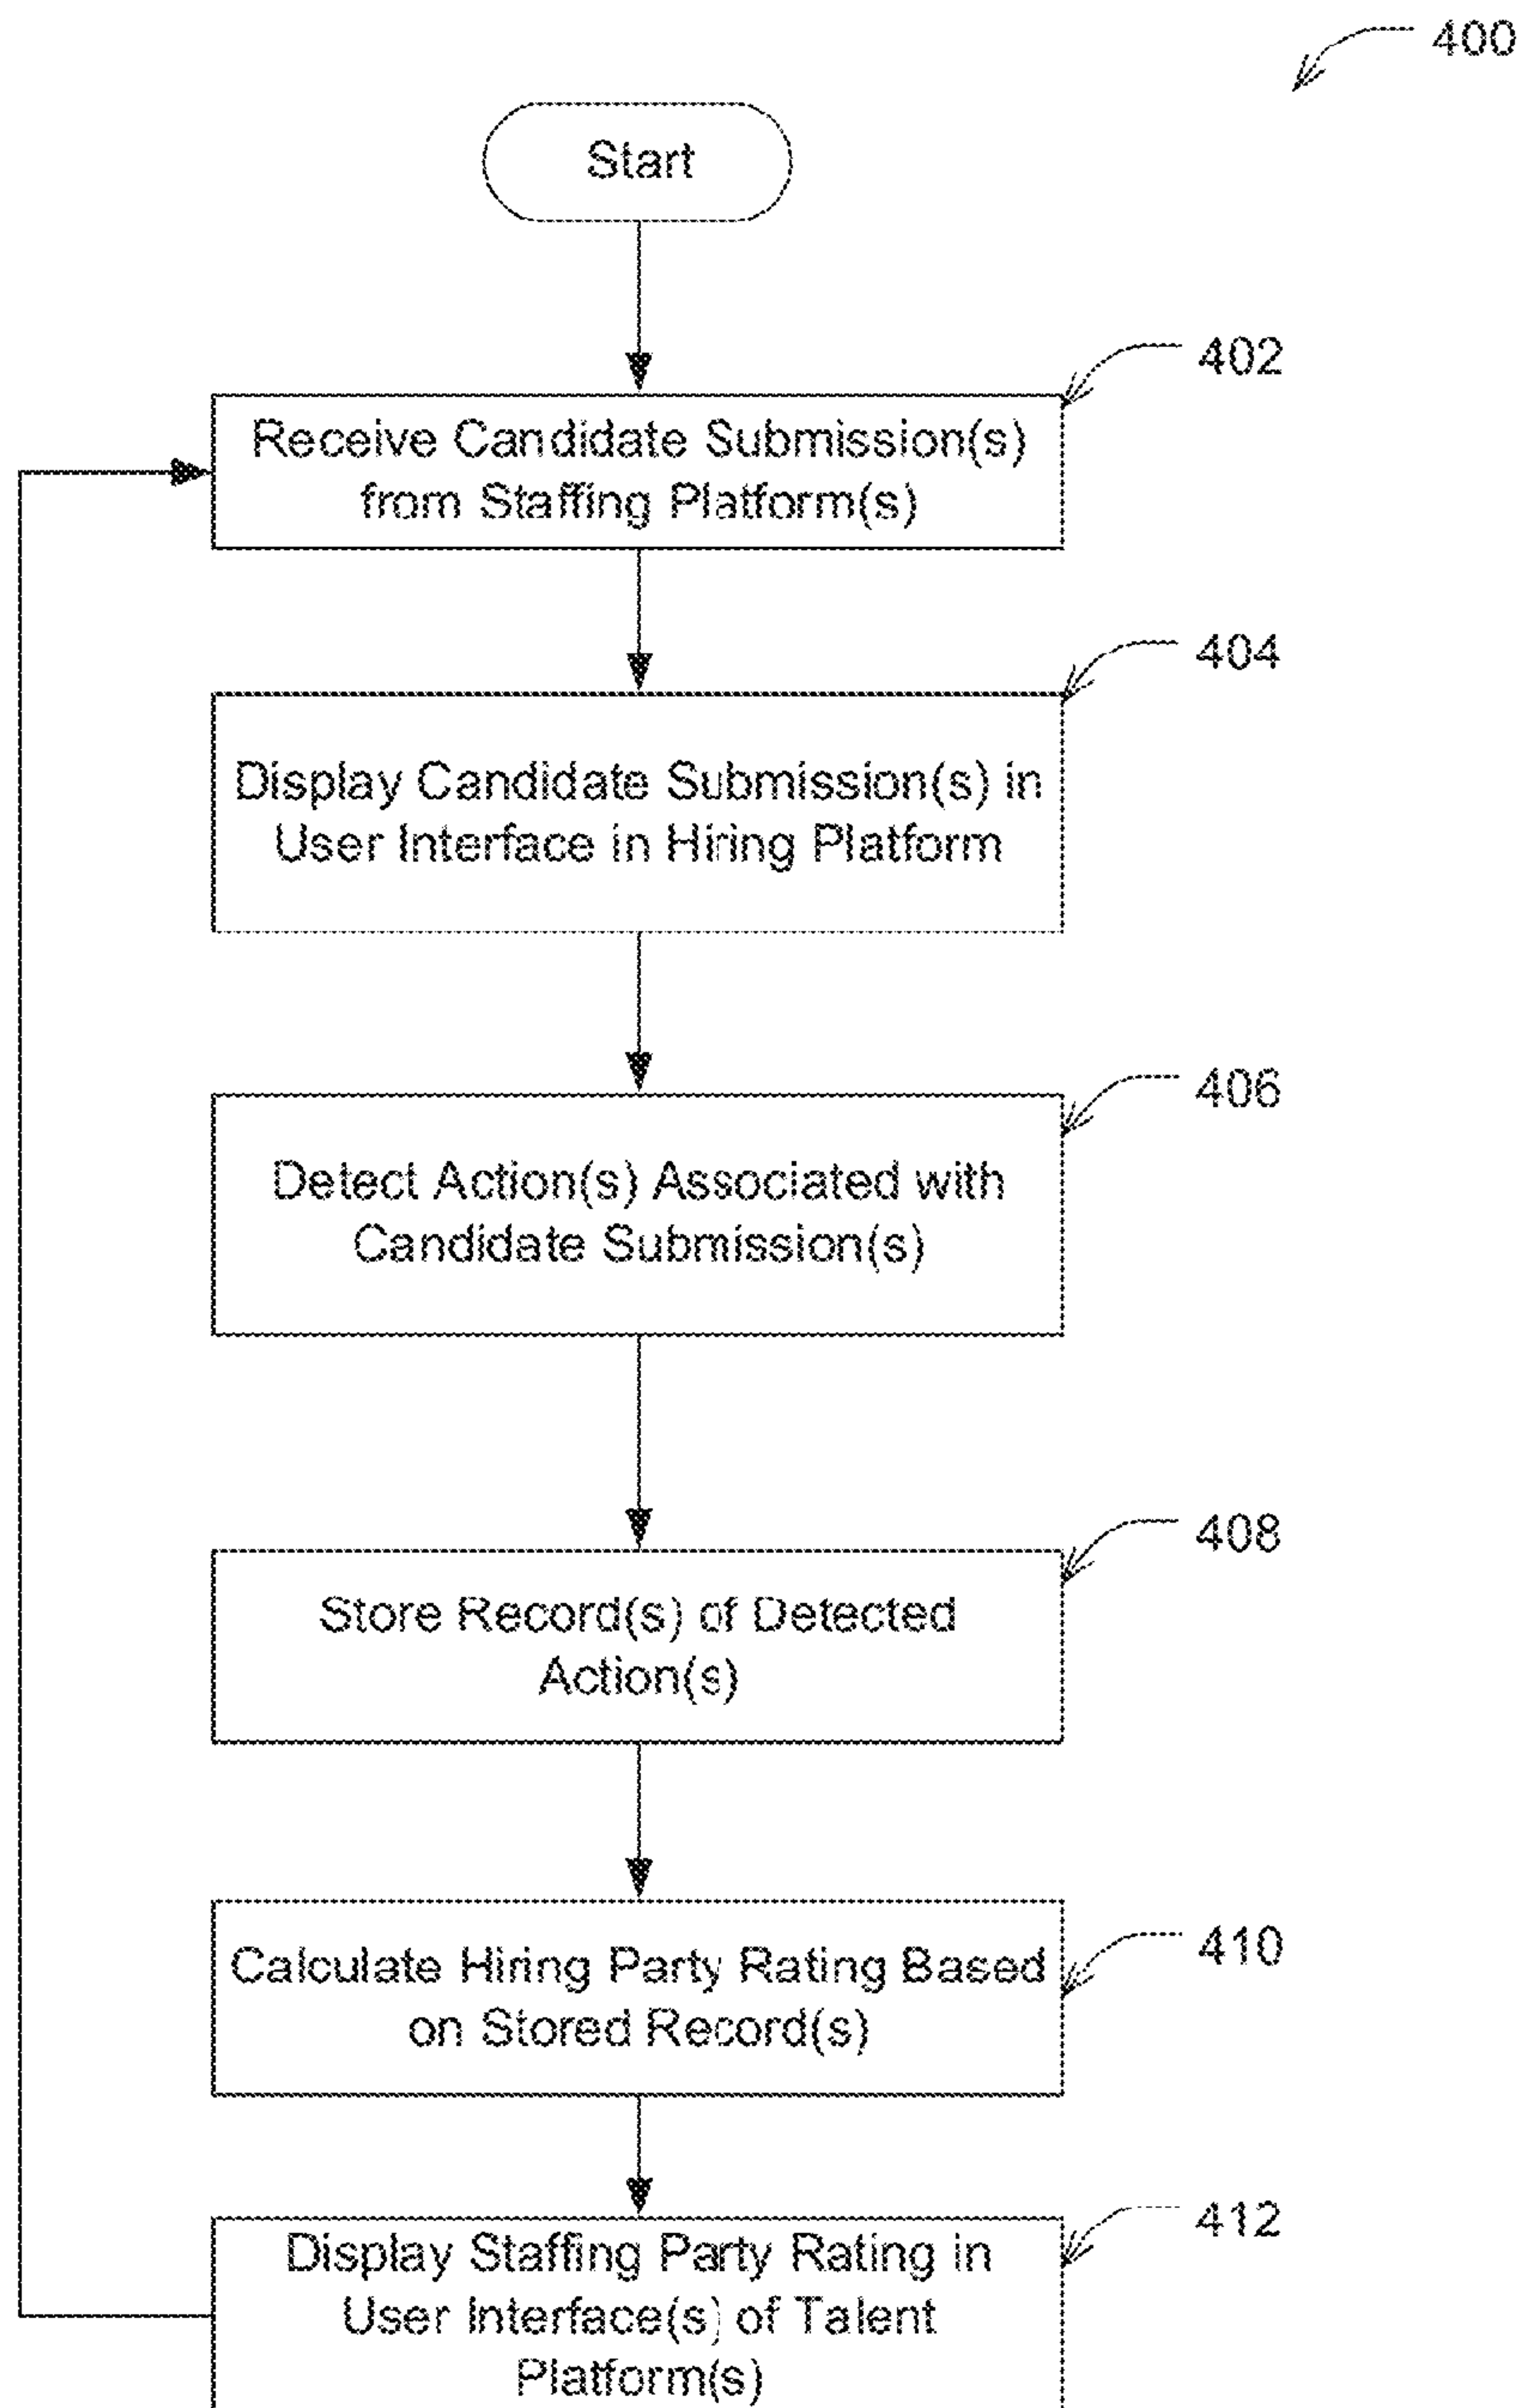 400
Start
402
Receive Candidate Submission(s)
from Staffing Platform(s)
404
Display Candidate Submission(s) in
User Interface in Hiring Platform
406
Detect Action(s) Associated with
Candidate Submission(s)
408
Store Record(s) of Detected
Action(s)
410
Calculate Hiring Party Rating Based
on Stored Record(s)
412
Display Staffing Party Rating in
User Interface(s) of Talent
Platform(s)